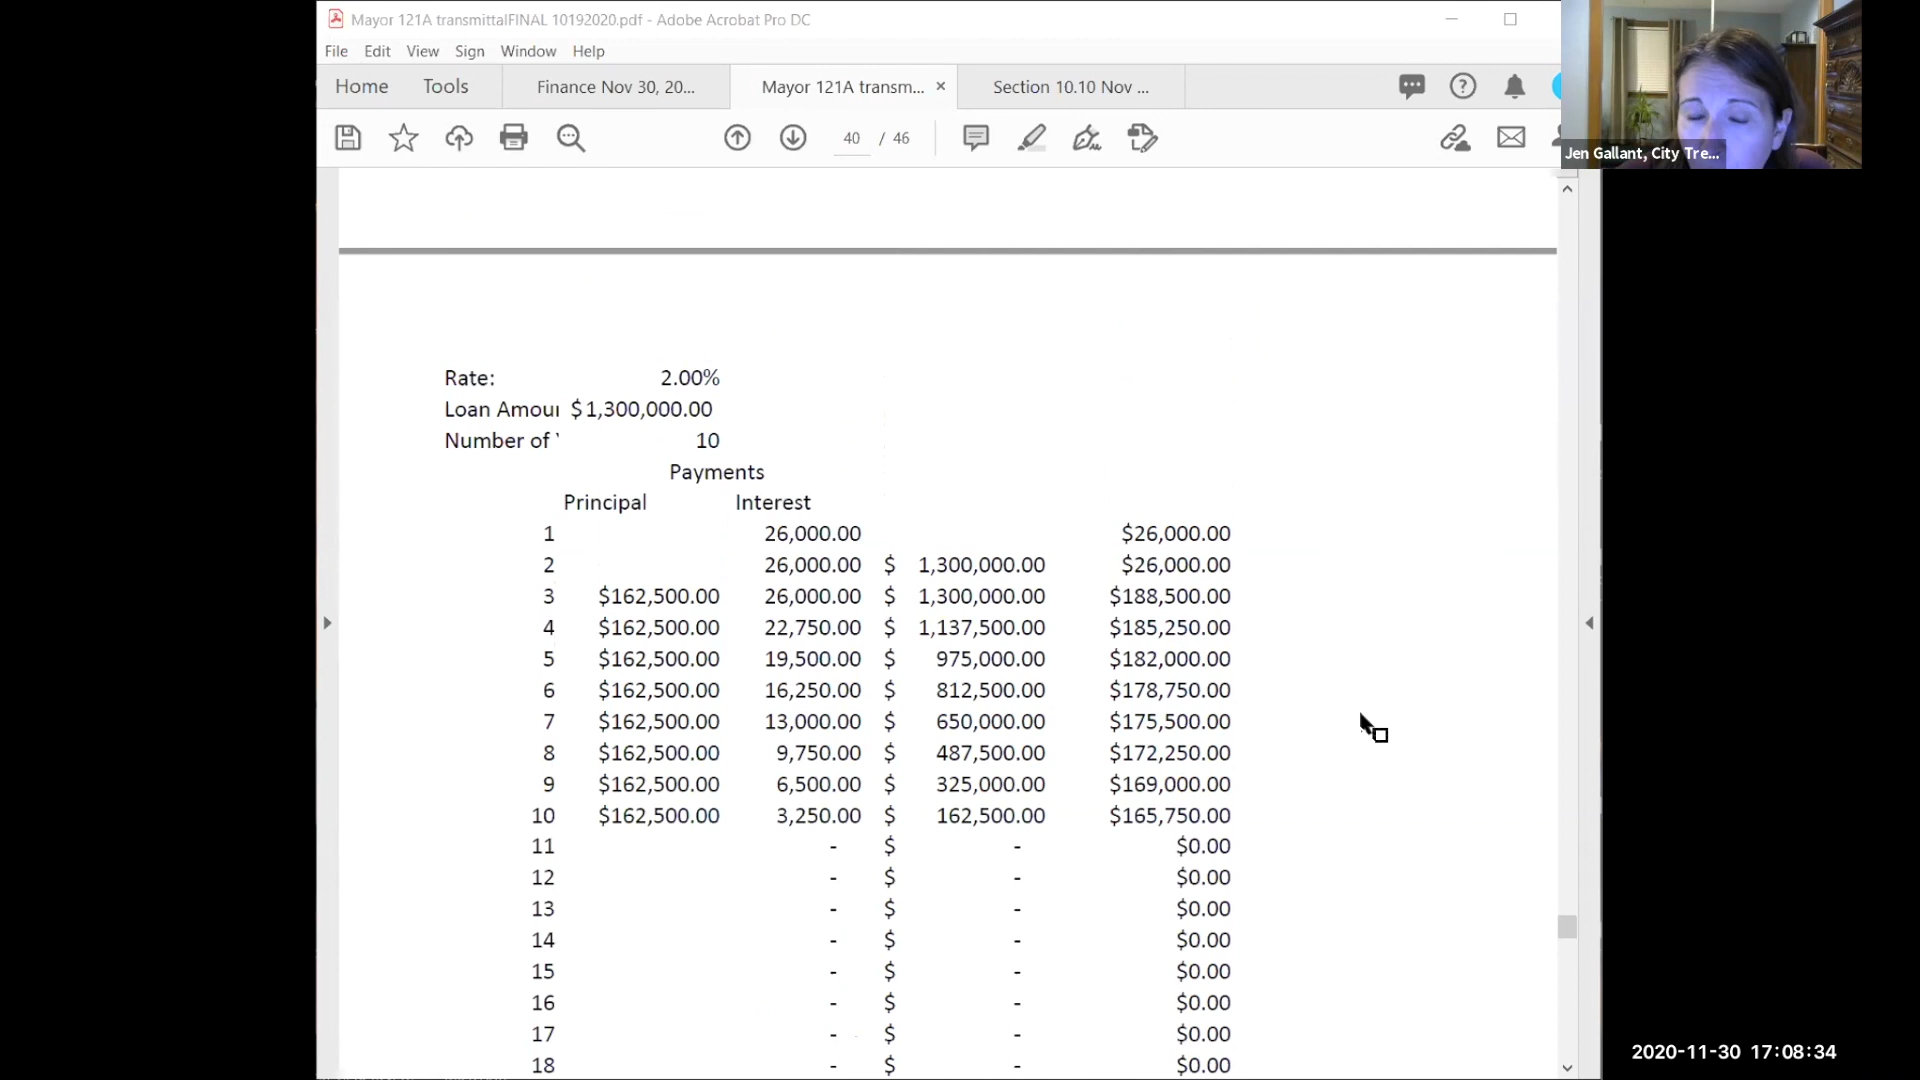 Mayor 121A transmittalFINAL 10192020.pdf - Adobe Acrobat Pro DC
File Edit View Sign Window Help
Home Tools Finance Nov 30, 20... Mayor 121A transm... × Section 10.10 Nov ...
40 / 46
Jen Gallant, City Tre...
Rate: 2.00%
Loan Amour $1,300,000.00
Number of ' 10
Payments
Principal Interest
1 26,000.00 $26,000.00
2 26,000.00 $ 1,300,000.00 $26,000.00
3 $162,500.00 26,000.00 $ 1,300,000.00 $188,500.00
4 $162,500.00 22,750.00 $ 1,137,500.00 $185,250.00
5 $162,500.00 19,500.00 $ 975,000.00 $182,000.00
6 $162,500.00 16,250.00 $ 812,500.00 $178,750.00
7 $162,500.00 13,000.00 $ 650,000.00 $175,500.00
8 $162,500.00 9,750.00 $ 487,500.00 $172,250.00
9 $162,500.00 6,500.00 $ 325,000.00 $169,000.00
10 $162,500.00 3,250.00 $ 162,500.00 $165,750.00
11 - $ - $0.00
12 - $ - $0.00
13 - $ - $0.00
14 - $ - $0.00
15 - $ - $0.00
16 - $ - $0.00
17 - $ - $0.00
18 - $ - $0.00
2020-11-30 17:08:34